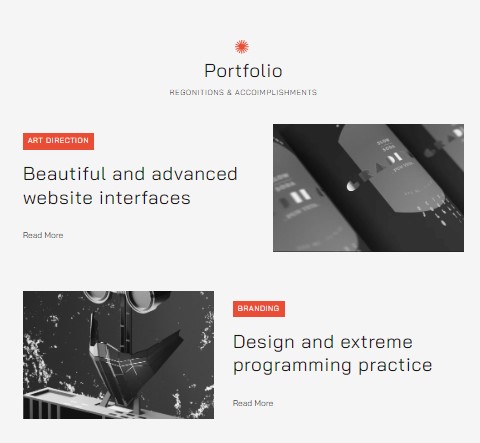 Portfolio
REGONITIONS & ACCOIMPLISHMENTS
ART DIRECTION
Beautiful and advanced
website interfaces
Read More
BRANDING
Design and extreme
programming practice
Read More